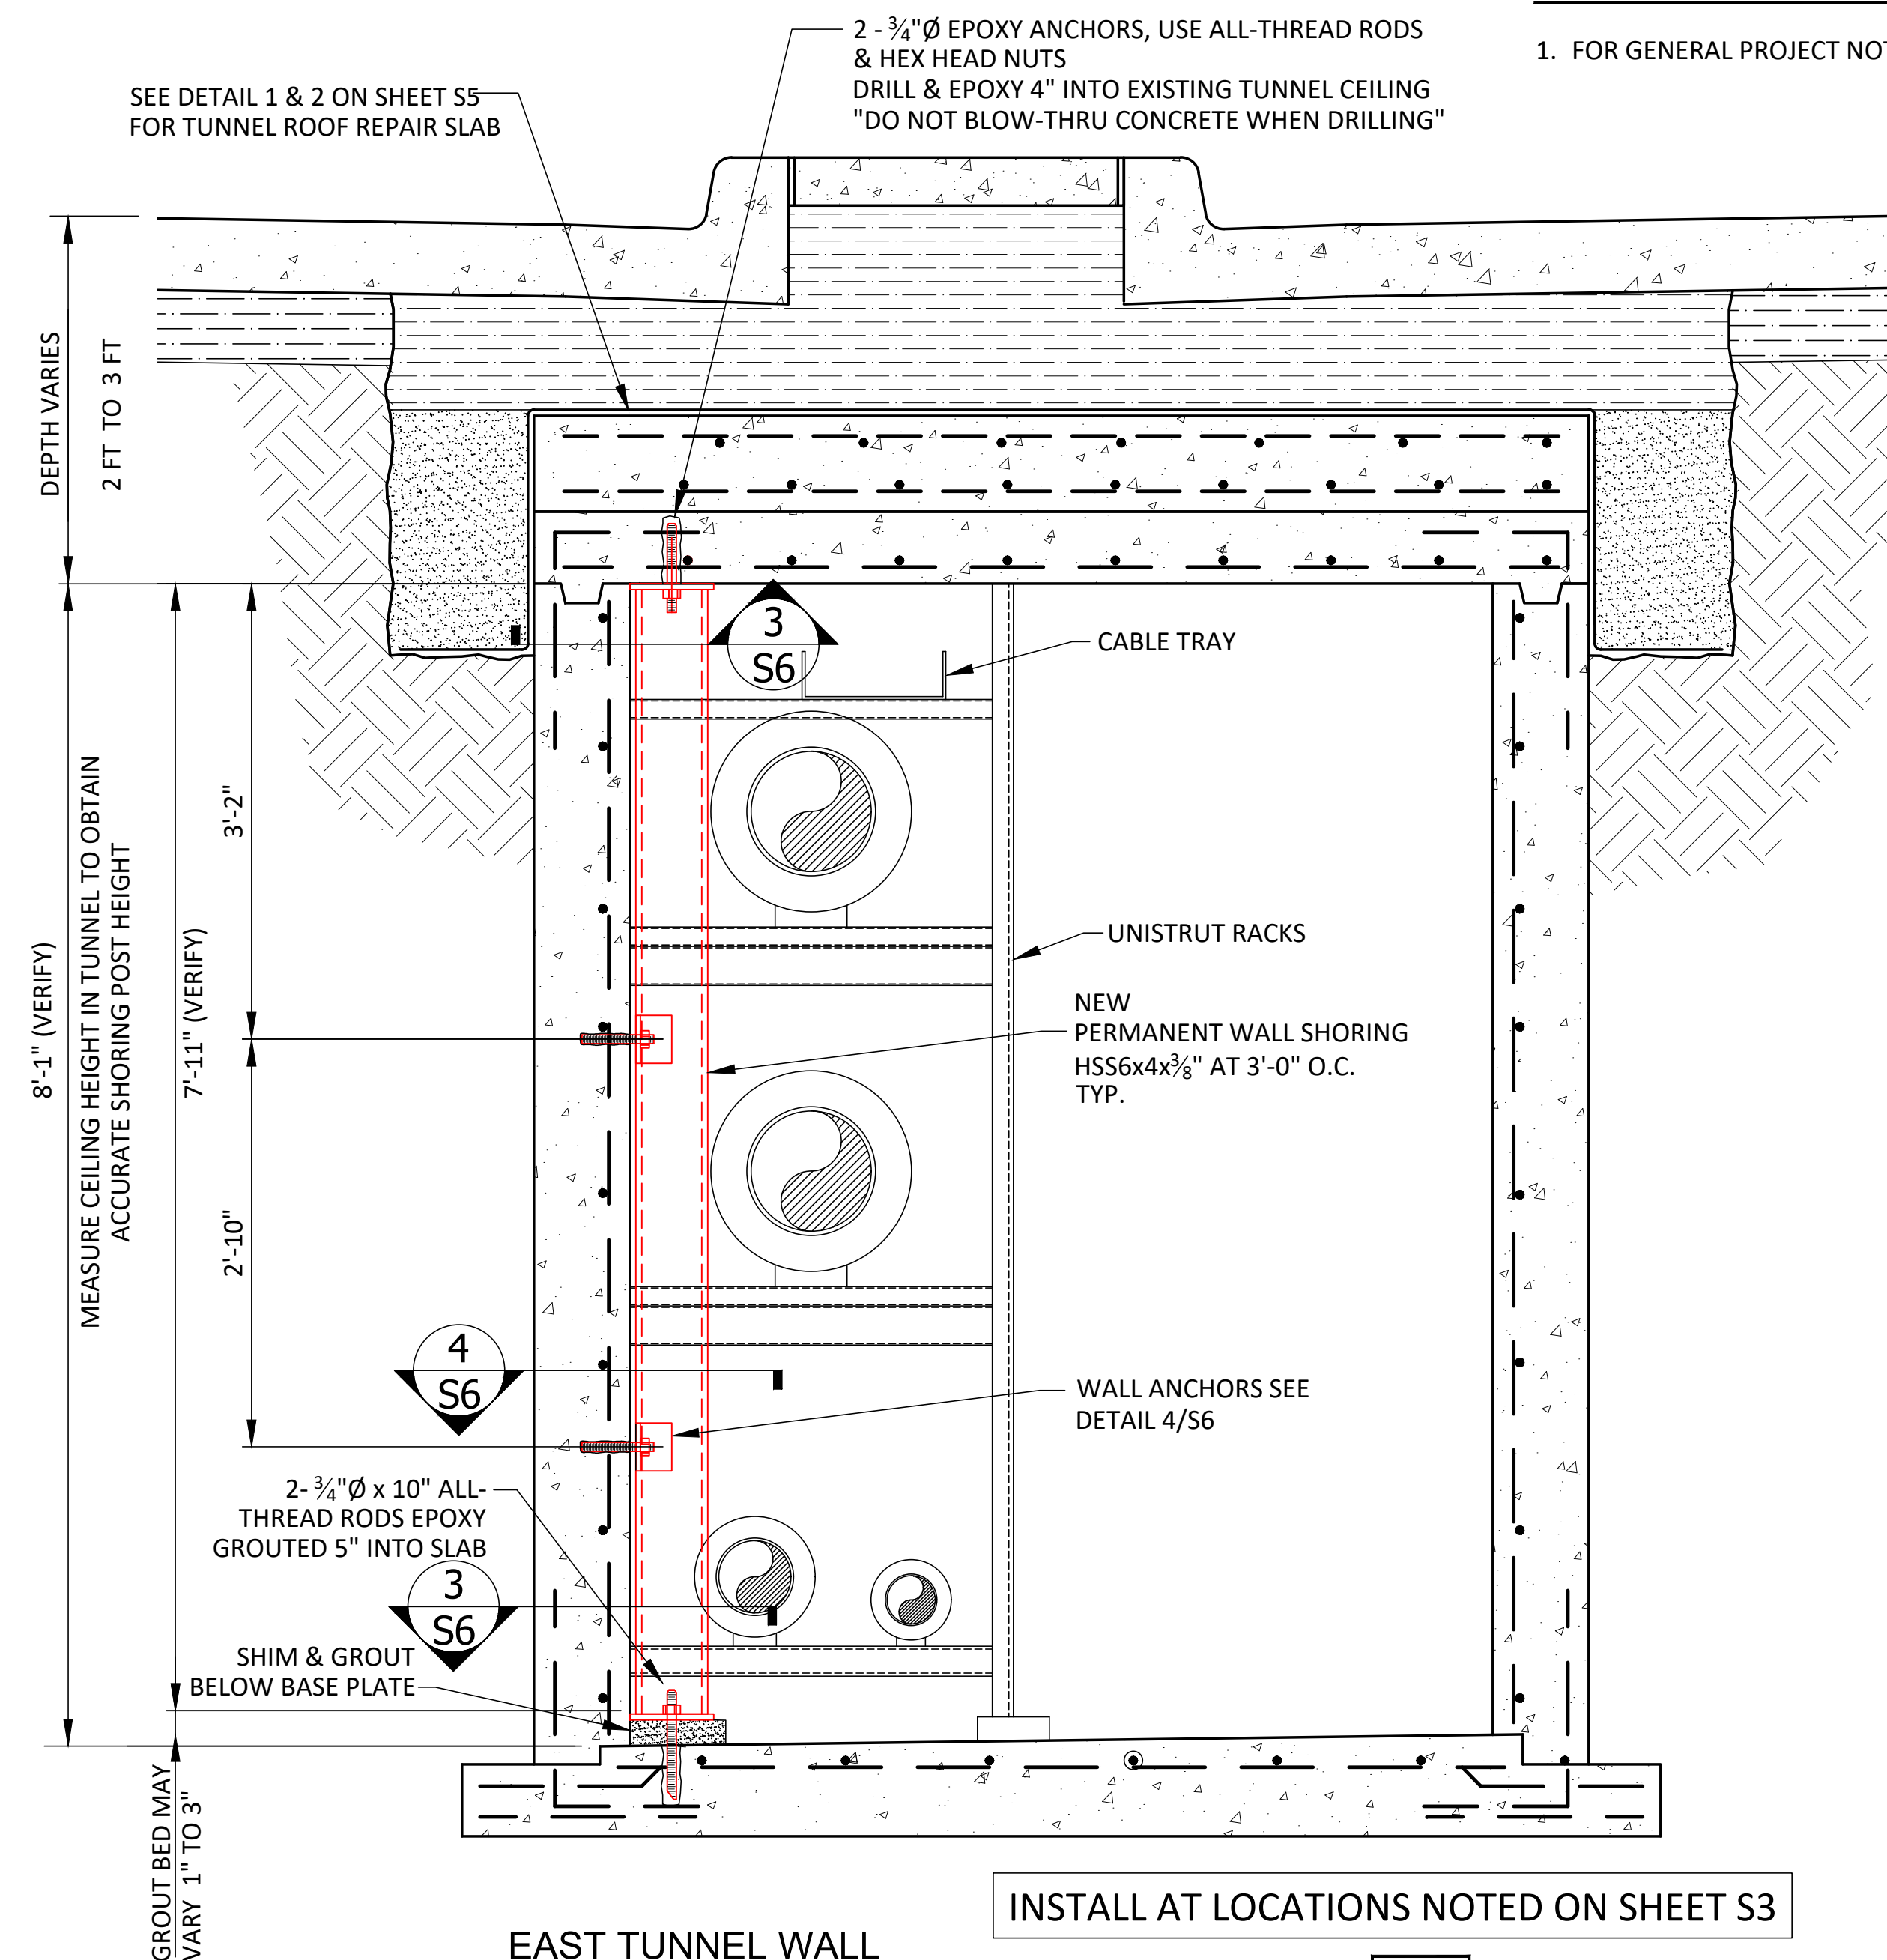 2 - ¾"Ø EPOXY ANCHORS, USE ALL-THREAD RODS
& HEX HEAD NUTS
DRILL & EPOXY 4" INTO EXISTING TUNNEL CEILING
"DO NOT BLOW-THRU CONCRETE WHEN DRILLING"
1. FOR GENERAL PROJECT
SEE DETAIL 1 & 2 ON SHEET S5
FOR TUNNEL ROOF REPAIR SLAB
DEPTH VARIES
2 FT TO 3 FT
3
S6
CABLE TRAY
3'-2"
8'-1" (VERIFY)
MEASURE CEILING HEIGHT IN TUNNEL TO OBTAIN
ACCURATE SHORING POST HEIGHT
7'-11" (VERIFY)
UNISTRUT RACKS
NEW
PERMANENT WALL SHORING
HSS6x4x⅜" AT 3'-0" O.C.
TYP.
2'-10"
4
S6
WALL ANCHORS SEE
DETAIL 4/S6
2- ¾"Ø x 10" ALL-
THREAD RODS EPOXY
GROUTED 5" INTO SLAB
3
S6
SHIM & GROUT
BELOW BASE PLATE
GROUT BED MAY
VARY 1" TO 3"
INSTALL AT LOCATIONS NOTED ON SHEET S3
EAST TUNNEL WALL